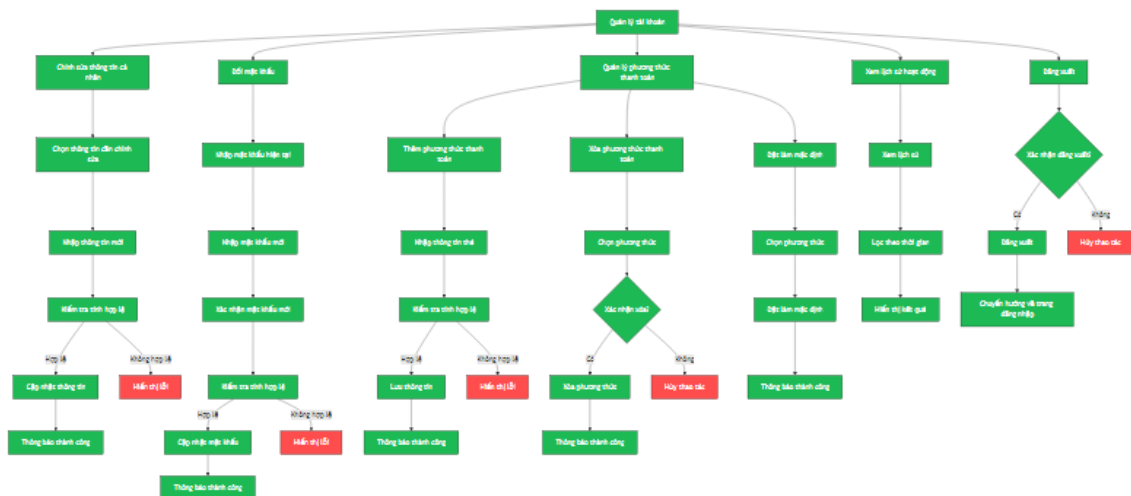 Quản lý tài khoản
Chỉnh sửa thông tin cá
nhân
Đổi mật khẩu
Quản lý phương thức
thanh toán
Xem lịch sử hoạt động
Đăng xuất
Chọn thông tin cần chỉnh
sửa
Nhập mật khẩu hiện tại
Thêm phương thức thanh
toán
Xóa phương thức thanh
toán
Đặt làm mặc định
Xem lịch sử
Xác nhận đăng xuất?
Có
Không
Nhập thông tin mới
Nhập mật khẩu mới
Nhập thông tin thẻ
Chọn phương thức
Chọn phương thức
Lọc theo thời gian
Đăng xuất
Hủy thao tác
Kiểm tra tính hợp lệ
Xác nhận mật khẩu mới
Kiểm tra tính hợp lệ
Xác nhận xóa?
Đặt làm mặc định
Hiển thị kết quả
Chuyển hướng về trang
đăng nhập
Hợp lệ
Không hợp lệ
Hợp lệ
Không hợp lệ
Có
Không
Cập nhật thông tin
Hiển thị lỗi
Kiểm tra tính hợp lệ
Lưu thông tin
Hiển thị lỗi
Xóa phương thức
Hủy thao tác
Thông báo thành công
Hợp lệ
Không hợp lệ
Thông báo thành công
Cập nhật mật khẩu
Hiển thị lỗi
Thông báo thành công
Thông báo thành công
Thông báo thành công